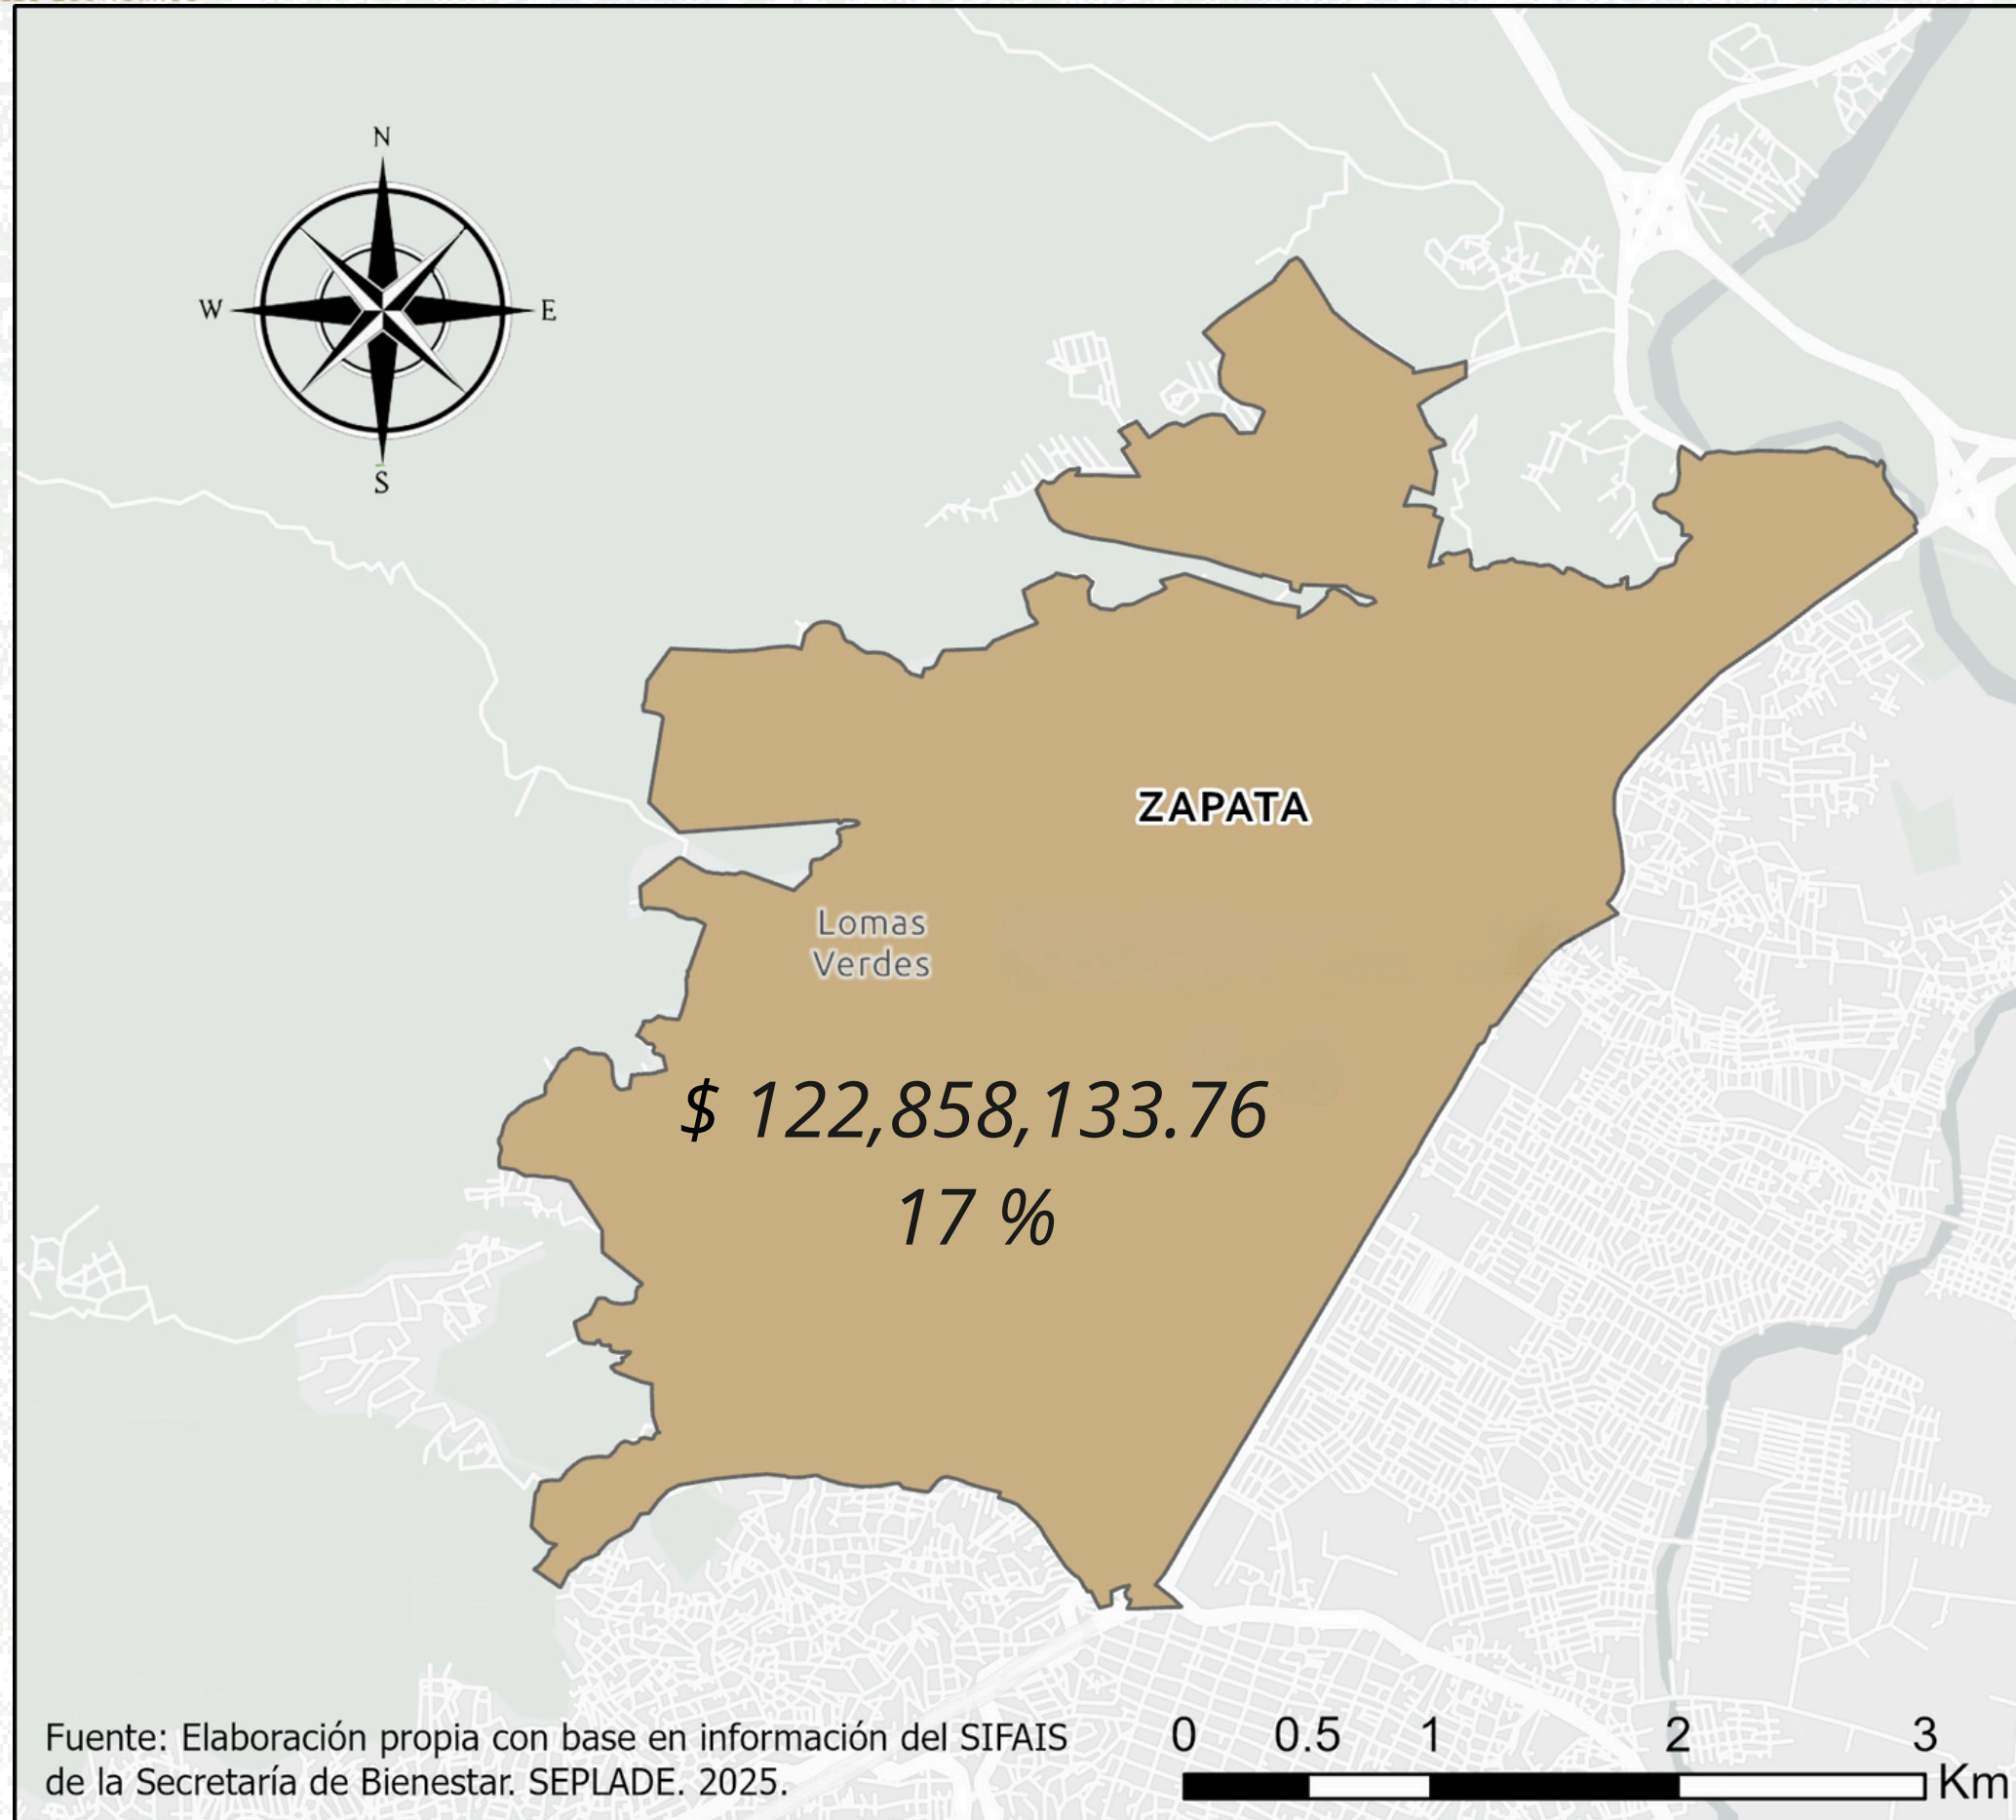 N
W
E
S
ZAPATA
Lomas
Verdes
$ 122,858,133.76
17 %
Fuente: Elaboración propia con base en información del SIFAIS
de la Secretaría de Bienestar. SEPLADE. 2025.
0 0.5 1 2 3
Km